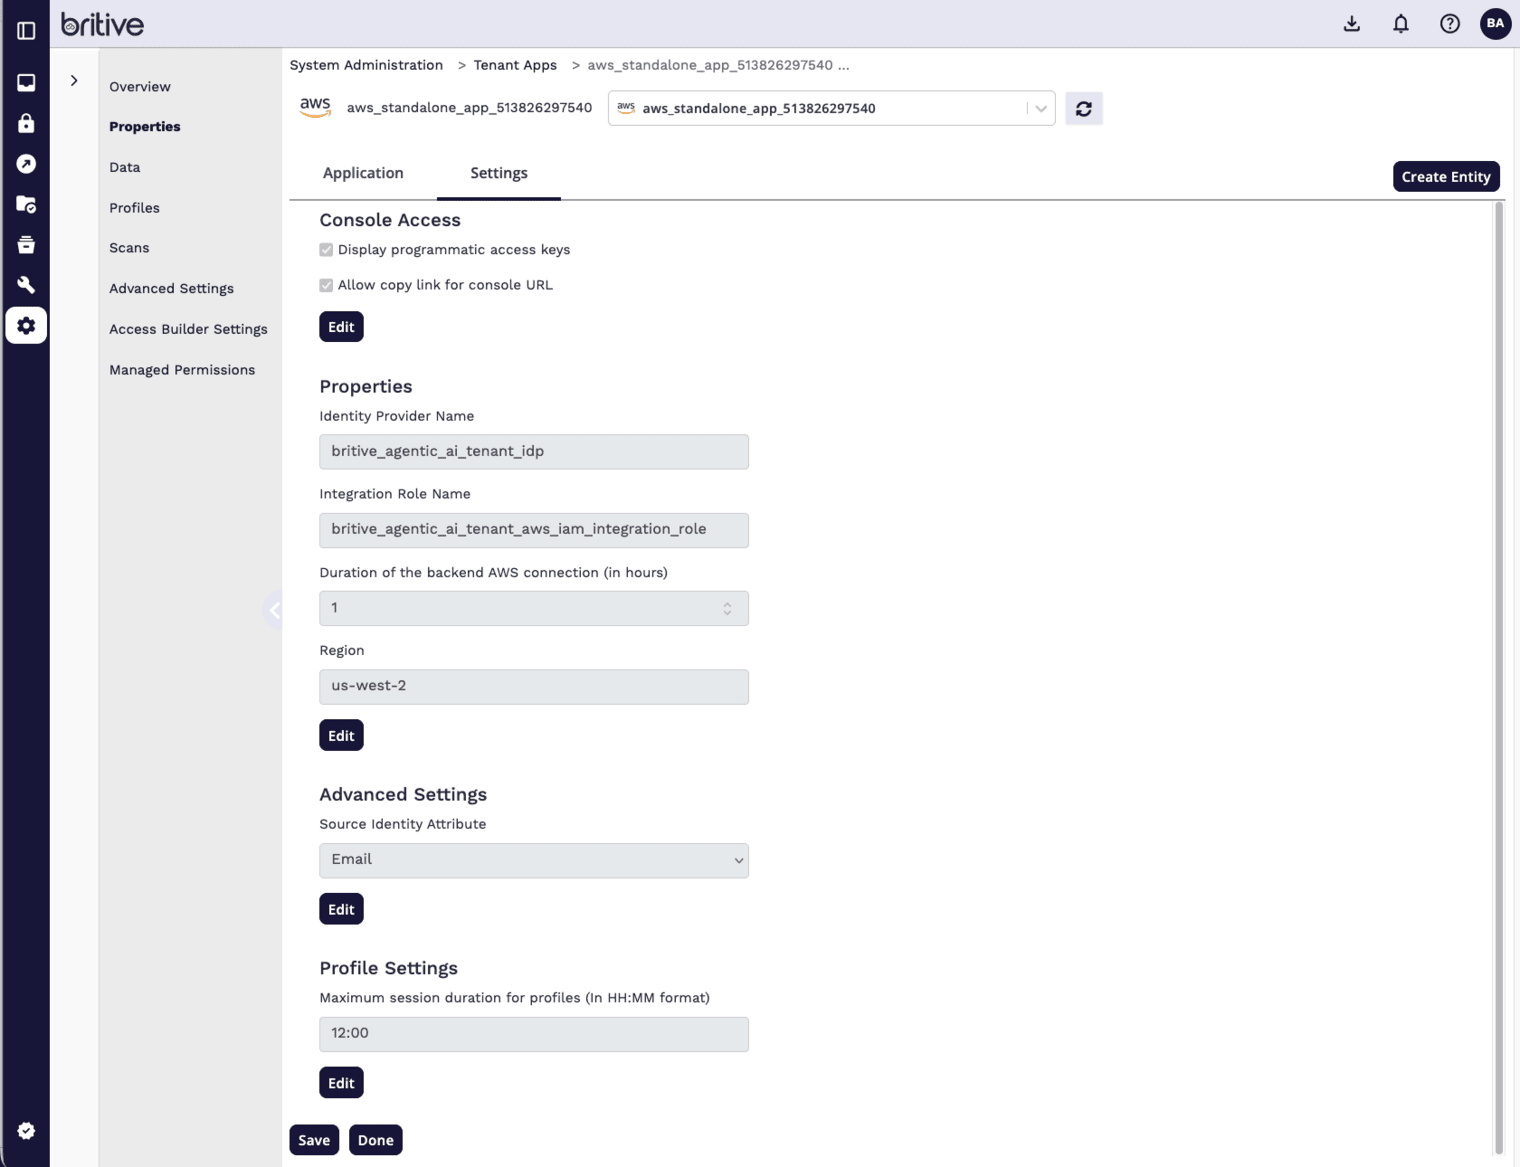 britive
BA
Overview
Properties
Data
Profiles
Scans
Advanced Settings
Access Builder Settings
Managed Permissions
System Administration > Tenant Apps > aws_standalone_app_513826297540 ...
aws aws_standalone_app_513826297540 aws aws_standalone_app_513826297540
Application Settings
Create Entity
Console Access
Display programmatic access keys
Allow copy link for console URL
Edit
Properties
Identity Provider Name
britive_agentic_ai_tenant_idp
Integration Role Name
britive_agentic_ai_tenant_aws_iam_integration_role
Duration of the backend AWS connection (in hours)
1
Region
us-west-2
Edit
Advanced Settings
Source Identity Attribute
Email
Edit
Profile Settings
Maximum session duration for profiles (In HH:MM format)
12:00
Edit
Save Done